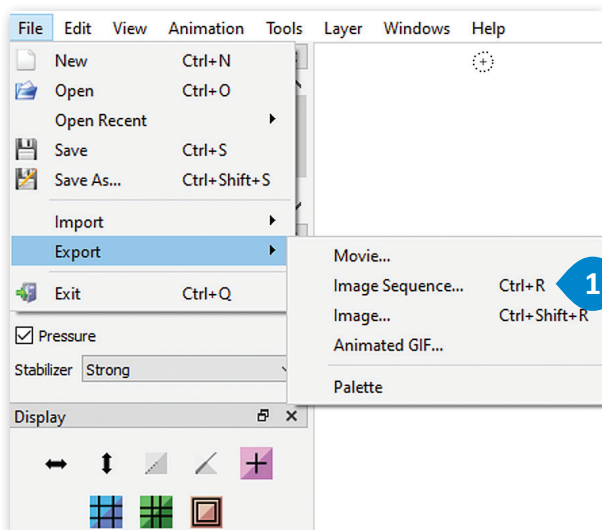 File Edit View Animation Tools Layer Windows Help
New Ctrl+N
Open Ctrl+O
Open Recent
Save Ctrl+S
Save As... Ctrl+Shift+S
Import
Export
Exit Ctrl+Q
Movie...
Image Sequence... Ctrl+R 1
Image... Ctrl+Shift+R
Animated GIF...
Palette
Pressure
Stabilizer Strong
Display